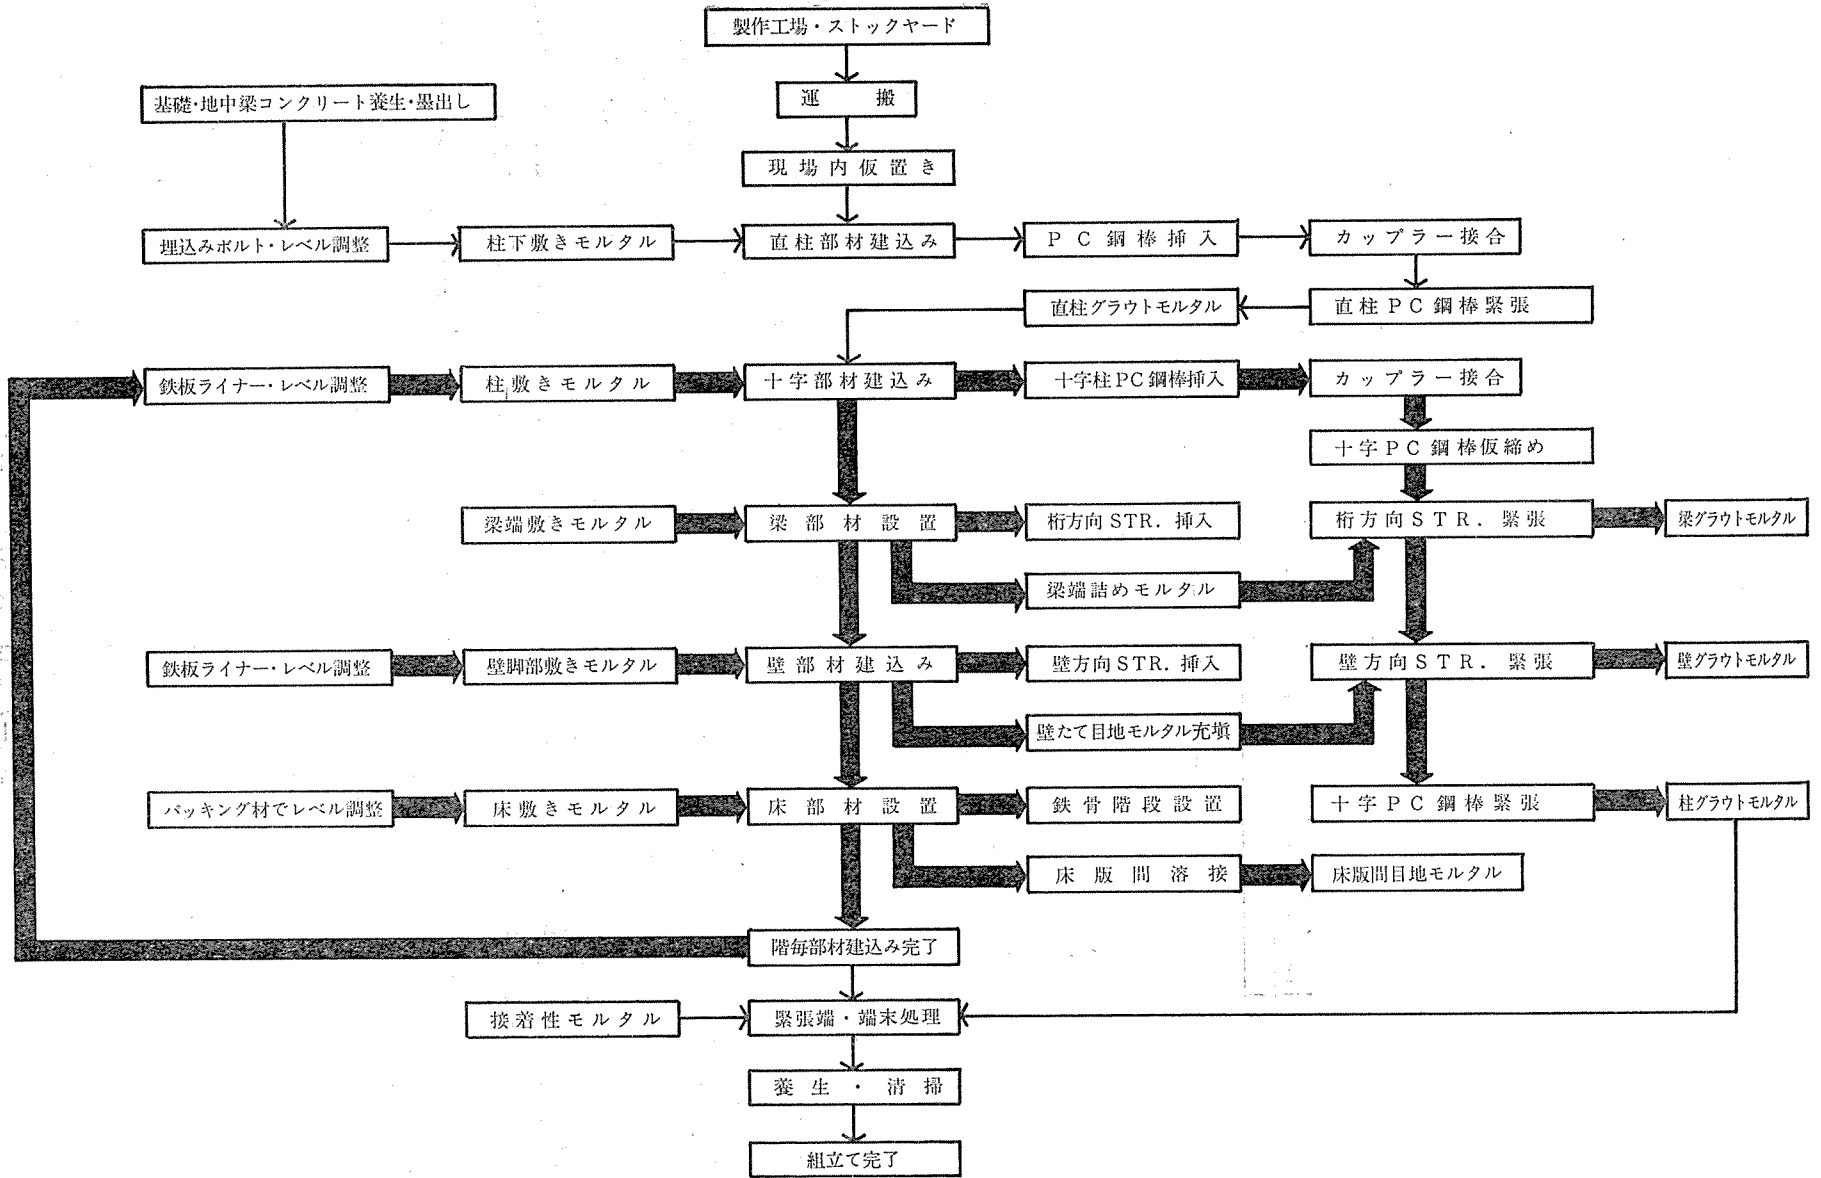 製作工場・ストックヤード
基礎・地中梁コンクリート養生・墨出し
運搬
現場内仮置き
埋込みボルト・レベル調整
柱下敷きモルタル
直柱部材建込み
PC鋼棒挿入
カップラー接合
直柱グラウトモルタル
直柱PC鋼棒緊張
鉄板ライナー・レベル調整
柱敷きモルタル
十字部材建込み
十字柱PC鋼棒挿入
カップラー接合
十字PC鋼棒仮締め
梁端敷きモルタル
梁部材設置
桁方向STR.挿入
桁方向STR.緊張
梁グラウトモルタル
梁端詰めモルタル
鉄板ライナー・レベル調整
壁脚部敷きモルタル
壁部材建込み
壁方向STR.挿入
壁方向STR.緊張
壁グラウトモルタル
壁たて目地モルタル充塡
パッキング材でレベル調整
床敷きモルタル
床部材設置
鉄骨階段設置
十字PC鋼棒緊張
柱グラウトモルタル
床版間溶接
床版間目地モルタル
階毎部材建込み完了
接着性モルタル
緊張端・端末処理
養生・清掃
組立て完了